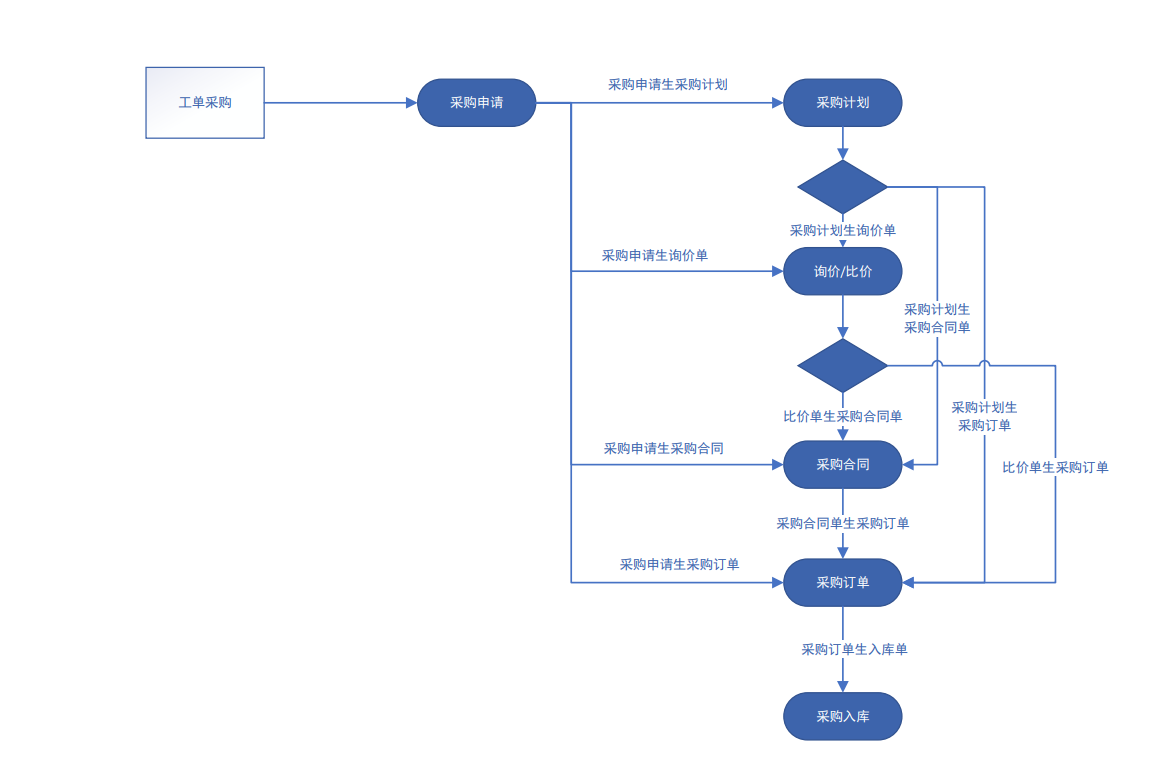 工单采购
采购申请
采购申请生采购计划
采购计划
采购计划生询价单
采购申请生询价单
询价/比价
采购计划生
采购合同单
采购计划生
采购订单
比价单生采购合同单
采购申请生采购合同
采购合同
比价单生采购订单
采购合同单生采购订单
采购申请生采购订单
采购订单
采购订单生入库单
采购入库